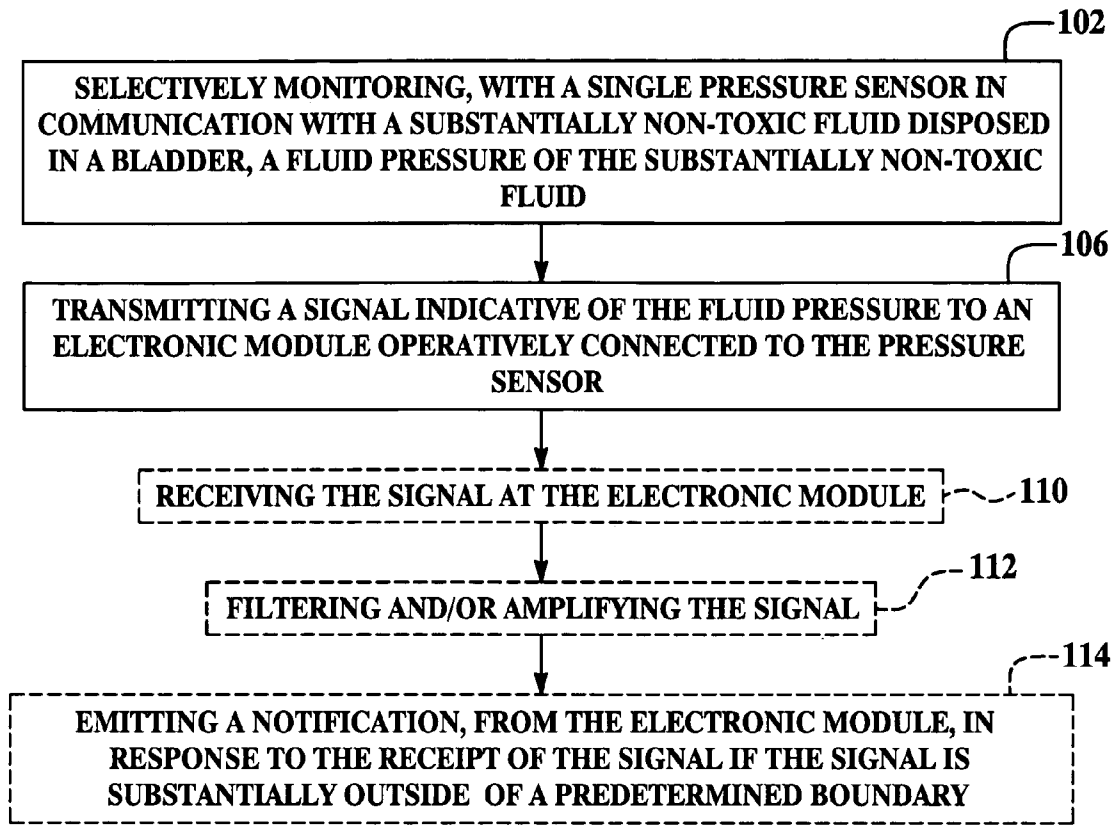 102
SELECTIVELY MONITORING, WITH A SINGLE PRESSURE SENSOR IN
COMMUNICATION WITH A SUBSTANTIALLY NON-TOXIC FLUID DISPOSED
IN A BLADDER, A FLUID PRESSURE OF THE SUBSTANTIALLY NON-TOXIC
FLUID
106
TRANSMITTING A SIGNAL INDICATIVE OF THE FLUID PRESSURE TO AN
ELECTRONIC MODULE OPERATIVELY CONNECTED TO THE PRESSURE
SENSOR
RECEIVING THE SIGNAL AT THE ELECTRONIC MODULE
110
112
FILTERING AND/OR AMPLIFYING THE SIGNAL
114
EMITTING A NOTIFICATION, FROM THE ELECTRONIC MODULE, IN
RESPONSE TO THE RECEIPT OF THE SIGNAL IF THE SIGNAL IS
SUBSTANTIALLY OUTSIDE OF A PREDETERMINED BOUNDARY